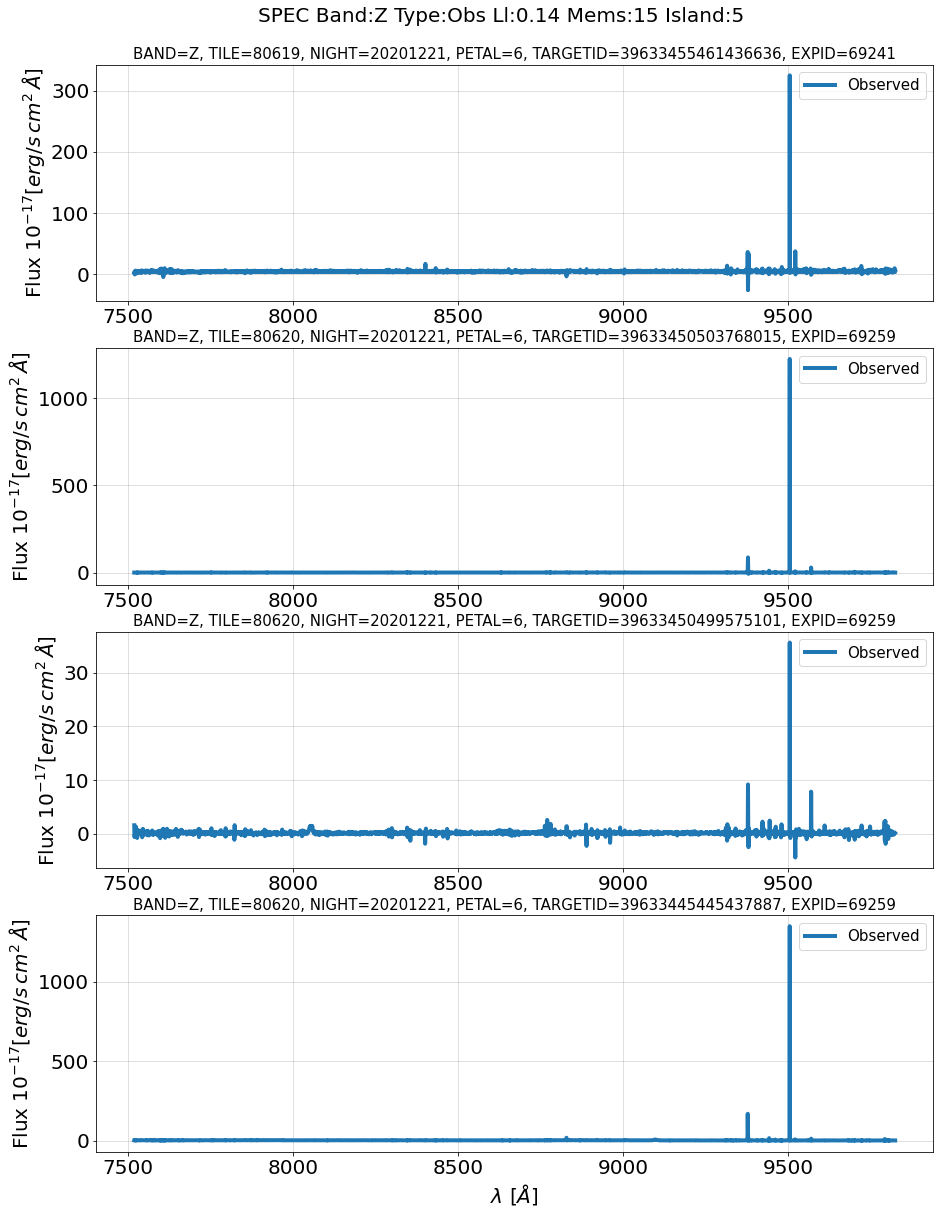 SPEC Band:Z Type:Obs Ll:0.14 Mems:15 Island:5
BAND=Z, TILE=80619, NIGHT=20201221, PETAL=6, TARGETID=39633455461436636, EXPID=69241
Flux 10⁻¹⁷[erg/s cm² Å]
300
200
100
0
Observed
7500 8000 8500 9000 9500
BAND=Z, TILE=80620, NIGHT=20201221, PETAL=6, TARGETID=39633450503768015, EXPID=69259
Flux 10⁻¹⁷[erg/s cm² Å]
1000
500
0
Observed
7500 8000 8500 9000 9500
BAND=Z, TILE=80620, NIGHT=20201221, PETAL=6, TARGETID=39633450499575101, EXPID=69259
Flux 10⁻¹⁷[erg/s cm² Å]
30
20
10
0
Observed
7500 8000 8500 9000 9500
BAND=Z, TILE=80620, NIGHT=20201221, PETAL=6, TARGETID=39633445445437887, EXPID=69259
Flux 10⁻¹⁷[erg/s cm² Å]
1000
500
0
Observed
7500 8000 8500 9000 9500
λ [Å]